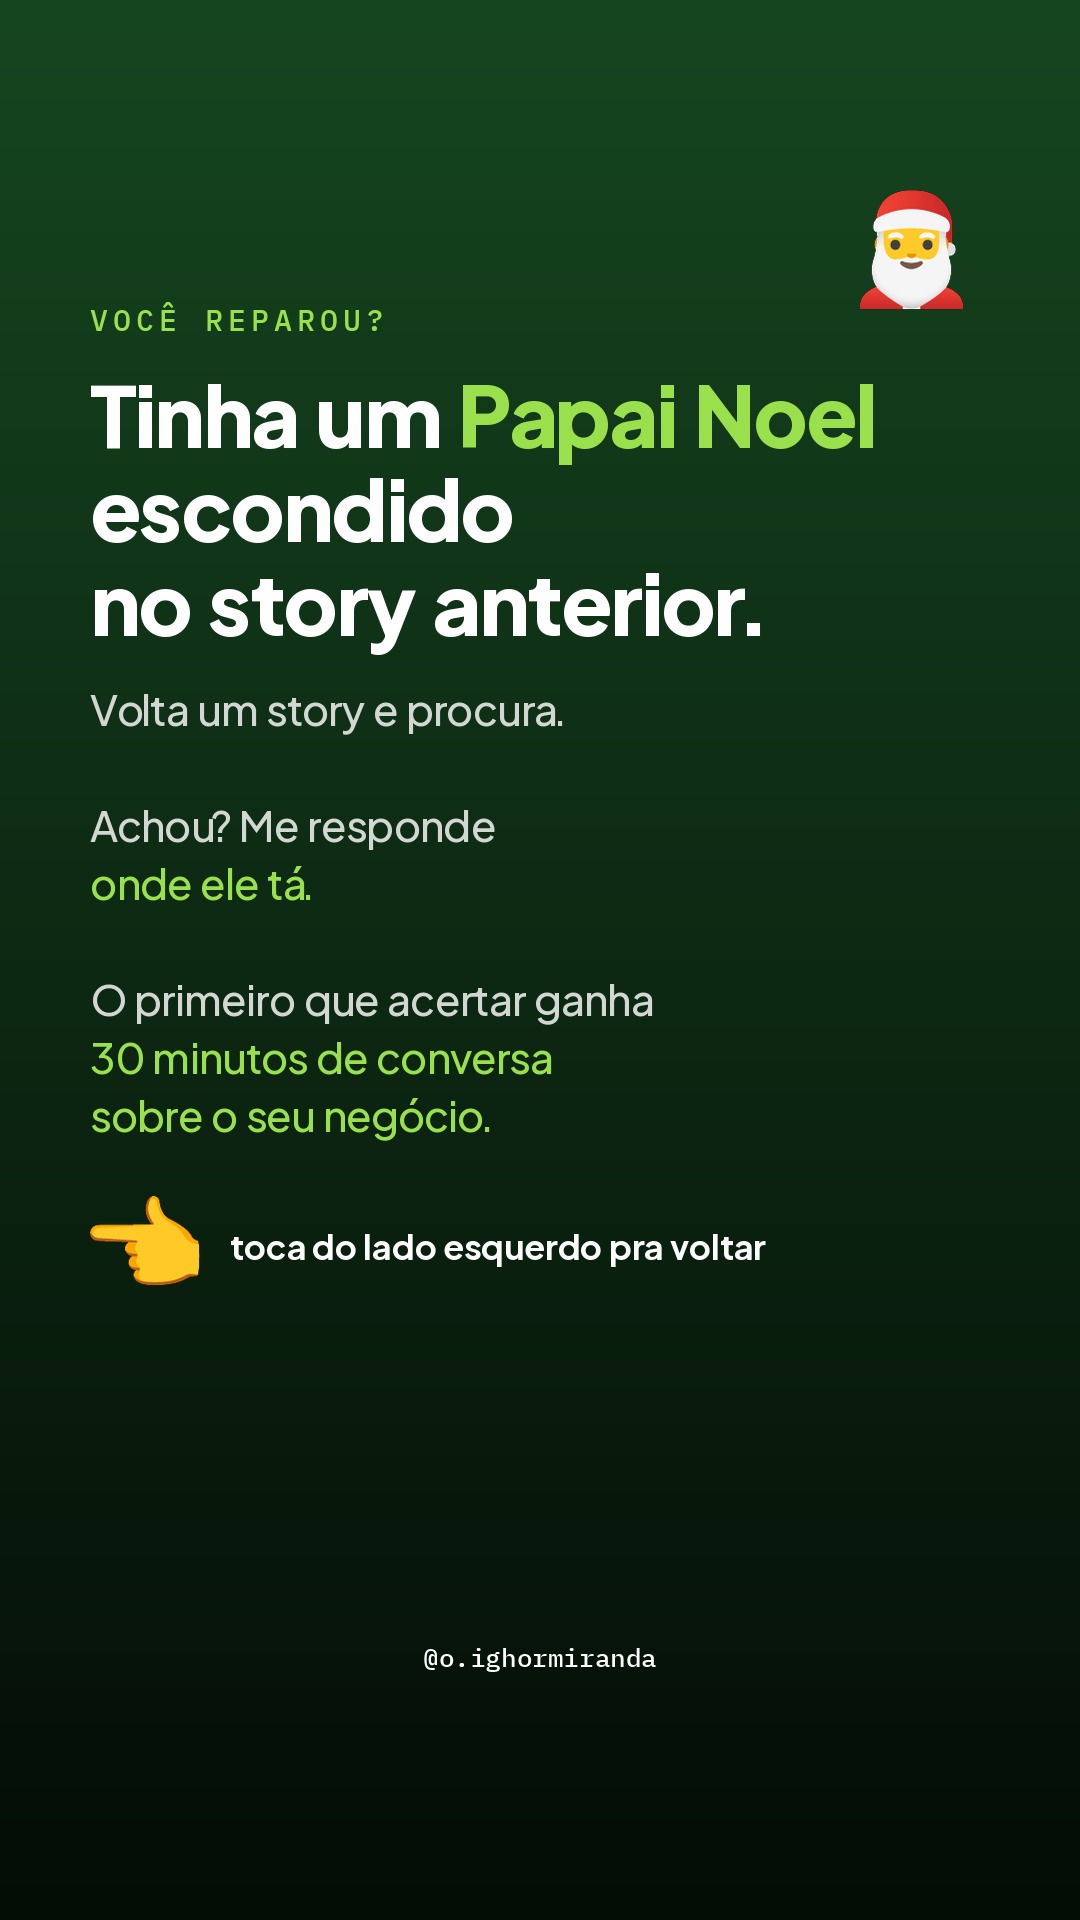 VOCÊ REPAROU?
Tinha um Papai Noel
escondido
no story anterior.
Volta um story e procura.
Achou? Me responde
onde ele tá.
O primeiro que acertar ganha
30 minutos de conversa
sobre o seu negócio.
toca do lado esquerdo pra voltar
@o.ighormiranda